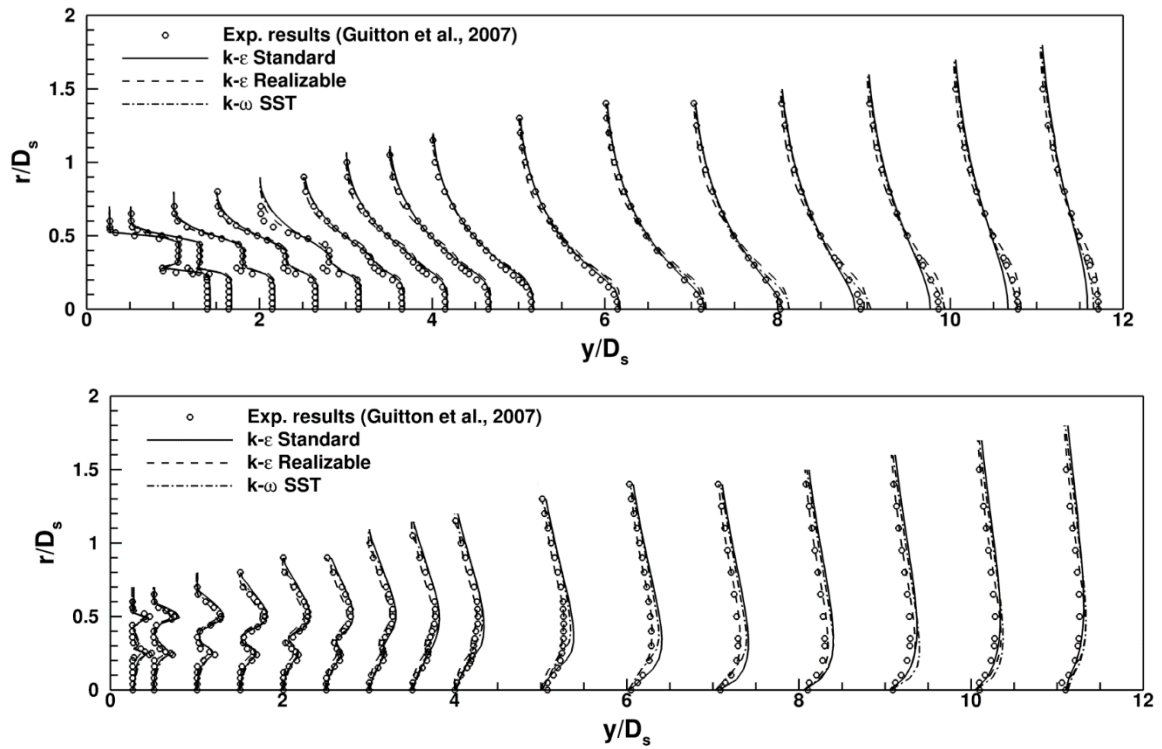 2
Exp. results (Guitton et al., 2007)
k-ε Standard
1.5
k-ε Realizable
k-ω SST
r/Dₛ
1
0.5
0
0 2 4 6 8 10 12
y/Dₛ
2
Exp. results (Guitton et al., 2007)
k-ε Standard
1.5
k-ε Realizable
k-ω SST
r/Dₛ
1
0.5
0
0 2 4 6 8 10 12
y/Dₛ